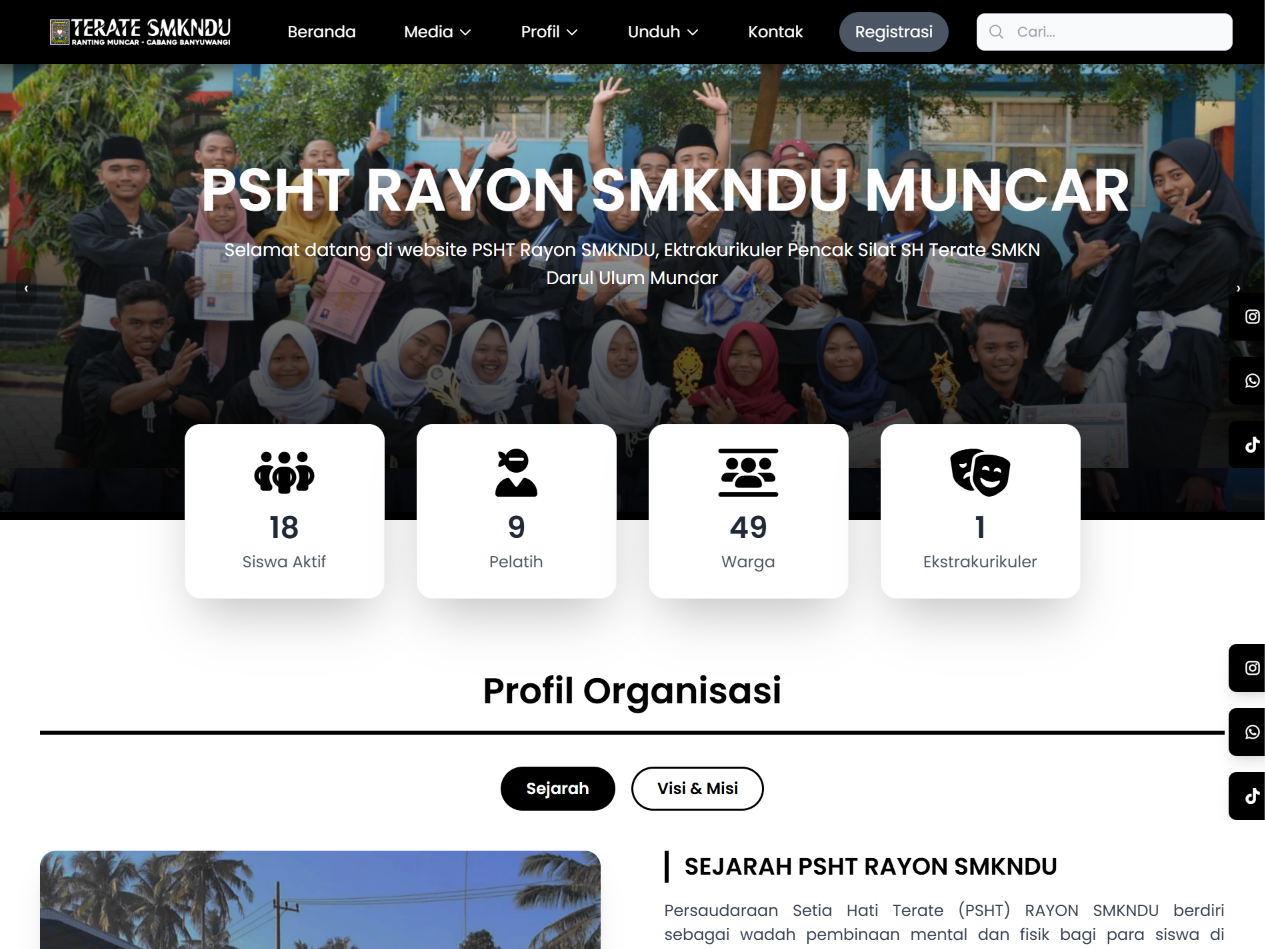 TERATE SMKNDU
RANTING MUNCAR - CABANG BANYUWANGI
Beranda
Media
Profil
Unduh
Kontak
Registrasi
Cari...
PSHT RAYON SMKNDU MUNCAR
Selamat datang di website PSHT Rayon SMKNDU, Ektrakurikuler Pencak Silat SH Terate SMKN
Darul Ulum Muncar
18
Siswa Aktif
9
Pelatih
49
Warga
1
Ekstrakurikuler
Profil Organisasi
Sejarah
Visi & Misi
SEJARAH PSHT RAYON SMKNDU
Persaudaraan Setia Hati Terate (PSHT) RAYON SMKNDU berdiri
sebagai wadah pembinaan mental dan fisik bagi para siswa di